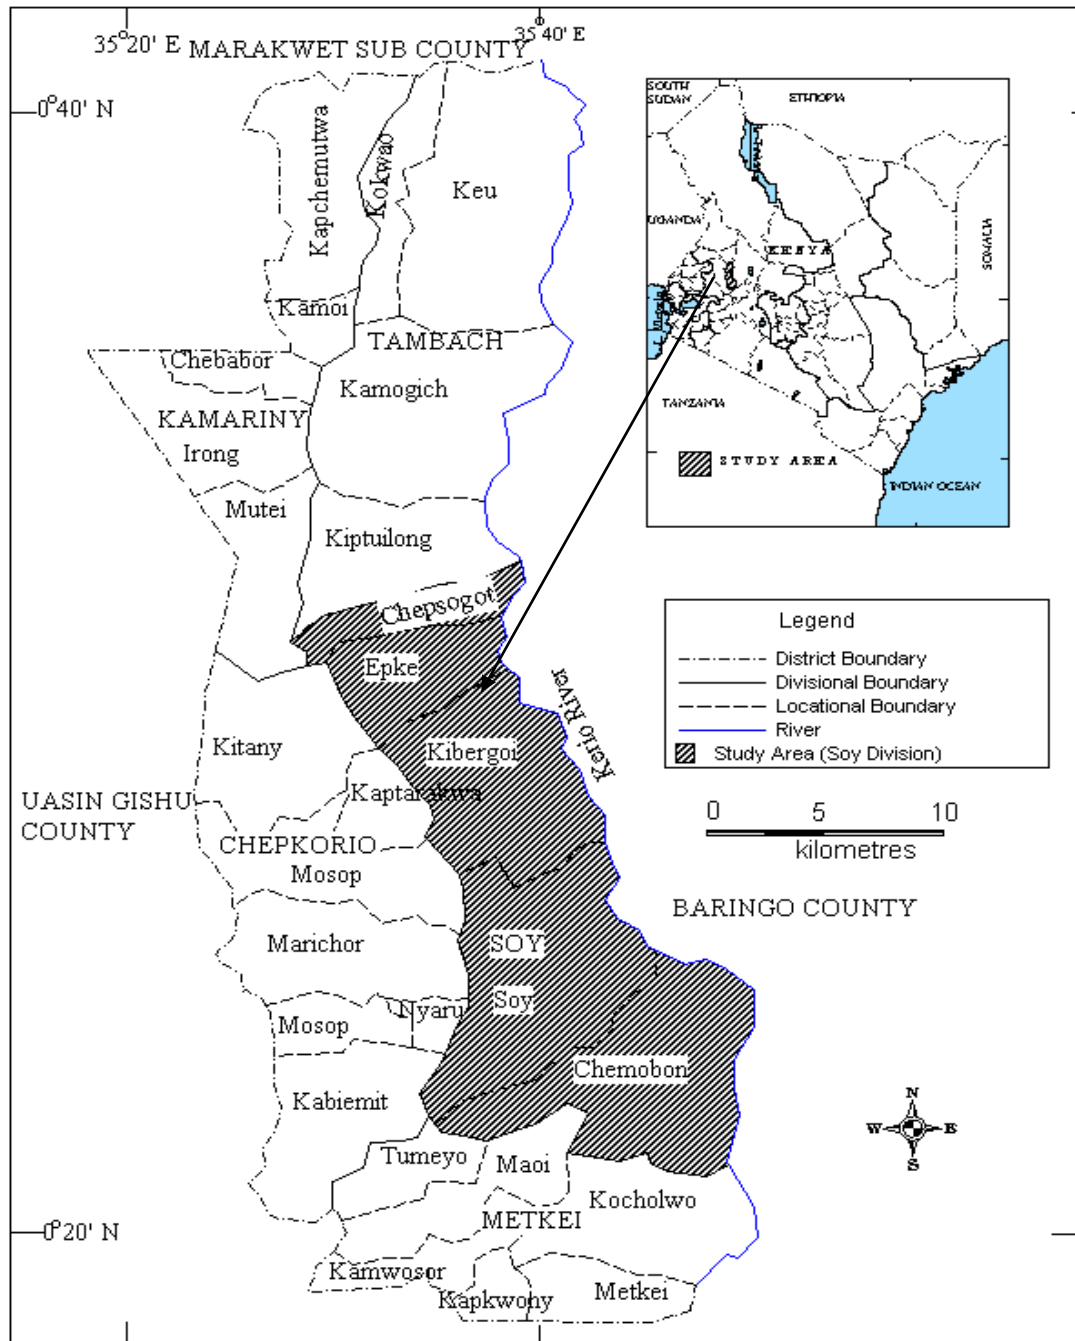 35°20' E
35°40' E
MARAKWET SUB COUNTY
0°40' N
Kapchemutwa
Kokwao
Keu
Kamoi
TAMBACH
Chebabor
Kamogich
KAMARINY
Irong
Mutei
Kiptuilong
Chepsogot
Epke
Kerio River
Kitany
Kibergoi
Kaptarakwa
UASIN GISHU
COUNTY
CHEPKORIO
Mosop
BARINGO COUNTY
Marichor
SOY
Soy
Nyaru
Mosop
Chemobon
Kabiemit
Tumeyo
Maoi
Kocholwo
METKEI
0°20' N
Kamwosor
Kapkwony
Metkei
SOUTH
SUDAN
ETHIOPIA
UGANDA
KENYA
SOMALIA
TANZANIA
STUDY AREA
INDIAN OCEAN
Legend
District Boundary
Divisional Boundary
Locational Boundary
River
Study Area (Soy Division)
0 5 10
kilometres
N
W E
S